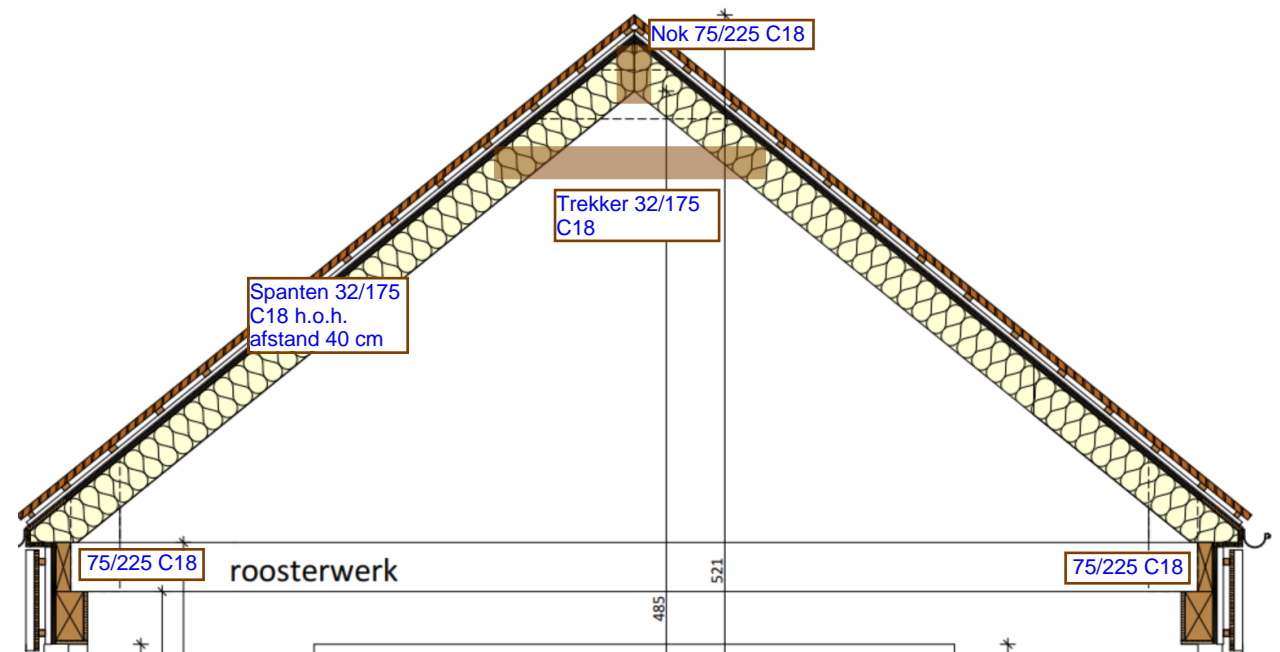 Nok 75/225 C18
Trekker 32/175
C18
Spanten 32/175
C18 h.o.h.
afstand 40 cm
75/225 C18
roosterwerk
75/225 C18
521
485